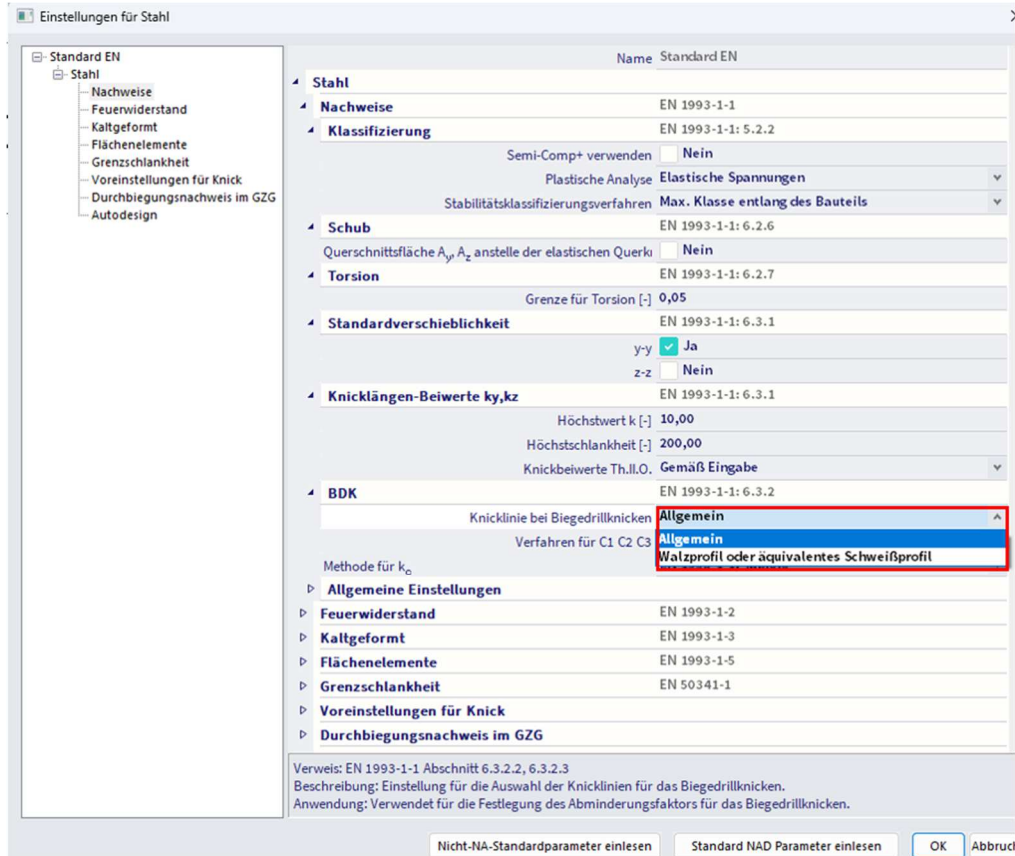 Einstellungen für Stahl
Standard EN
Stahl
Nachweise
Feuerwiderstand
Kaltgeformt
Flächenelemente
Grenzschlankheit
Voreinstellungen für Knick
Durchbiegungsnachweis im GZG
Autodesign
Name Standard EN
Stahl
Nachweise EN 1993-1-1
Klassifizierung EN 1993-1-1: 5.2.2
Semi-Comp+ verwenden Nein
Plastische Analyse Elastische Spannungen
Stabilitätsklassifizierungsverfahren Max. Klasse entlang des Bauteils
Schub EN 1993-1-1: 6.2.6
Querschnittsfläche Ay, Az anstelle der elastischen Querk Nein
Torsion EN 1993-1-1: 6.2.7
Grenze für Torsion [-] 0,05
Standardverschieblichkeit EN 1993-1-1: 6.3.1
y-y Ja
z-z Nein
Knicklängen-Beiwerte ky,kz EN 1993-1-1: 6.3.1
Höchstwert k [-] 10,00
Höchstschlankheit [-] 200,00
Knickbeiwerte Th.II.O. Gemäß Eingabe
BDK EN 1993-1-1: 6.3.2
Knicklinie bei Biegedrillknicken Allgemein
Verfahren für C1 C2 C3 Allgemein
Walzprofil oder äquivalentes Schweißprofil
Methode für kc
Allgemeine Einstellungen
Feuerwiderstand EN 1993-1-2
Kaltgeformt EN 1993-1-3
Flächenelemente EN 1993-1-5
Grenzschlankheit EN 50341-1
Voreinstellungen für Knick
Durchbiegungsnachweis im GZG
Verweis: EN 1993-1-1 Abschnitt 6.3.2.2, 6.3.2.3
Beschreibung: Einstellung für die Auswahl der Knicklinien für das Biegedrillknicken.
Anwendung: Verwendet für die Festlegung des Abminderungsfaktors für das Biegedrillknicken.
Nicht-NA-Standardparameter einlesen Standard NAD Parameter einlesen OK Abbruch